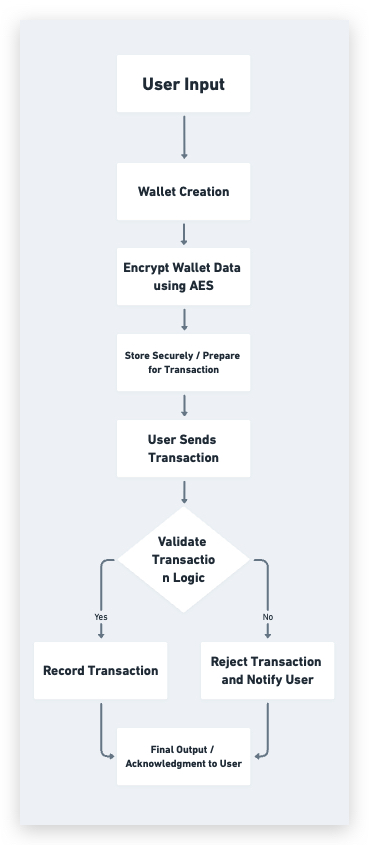 User Input
Wallet Creation
Encrypt Wallet Data
using AES
Store Securely / Prepare
for Transaction
User Sends
Transaction
Validate
Transactio
n Logic
Yes
No
Record Transaction
Reject Transaction
and Notify User
Final Output /
Acknowledgment to User